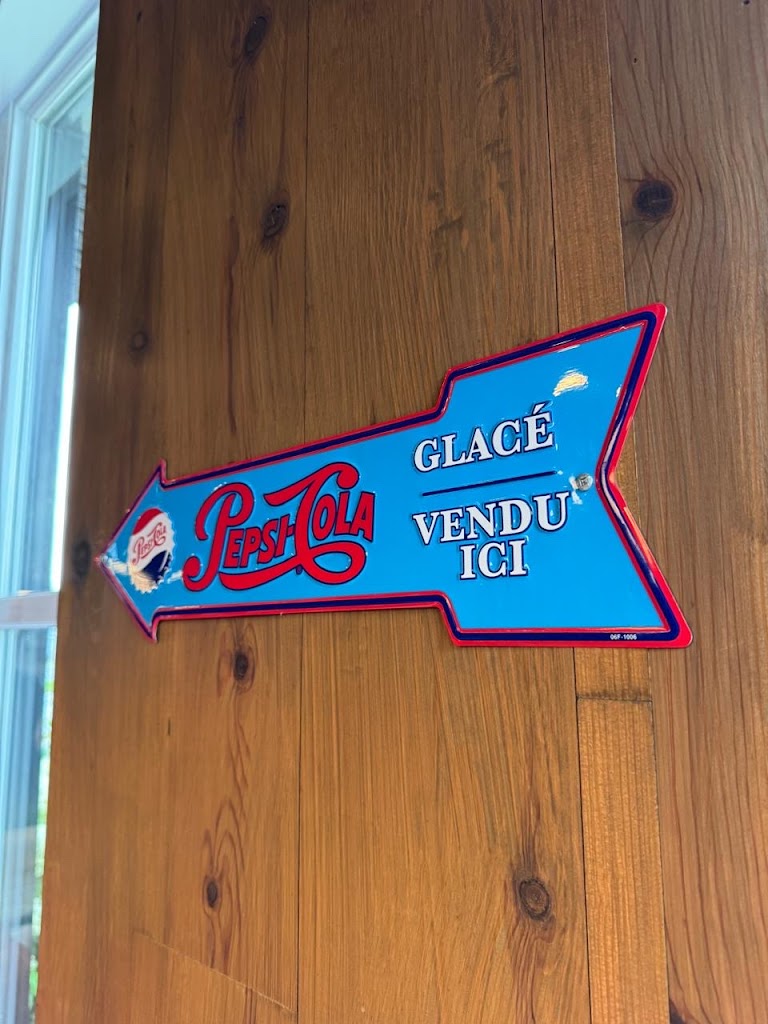 PEPSI-COLA
PEPSI-COLA
GLACÉ
VENDU
ICI
06F-1006